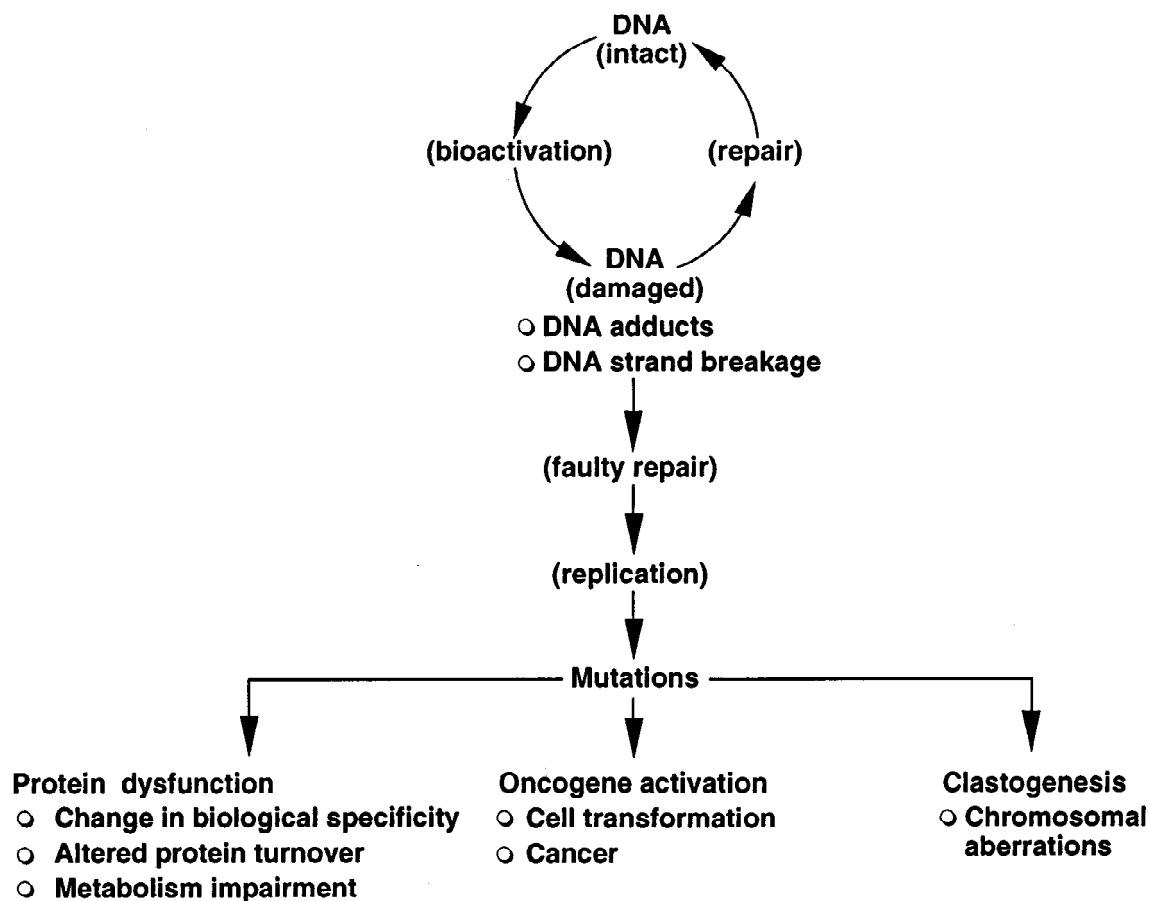 DNA
(intact)
(bioactivation)
(repair)
DNA
(damaged)
DNA adducts
DNA strand breakage
(faulty repair)
(replication)
Mutations
Protein dysfunction
Change in biological specificity
Altered protein turnover
Metabolism impairment
Oncogene activation
Cell transformation
Cancer
Clastogenesis
Chromosomal
aberrations